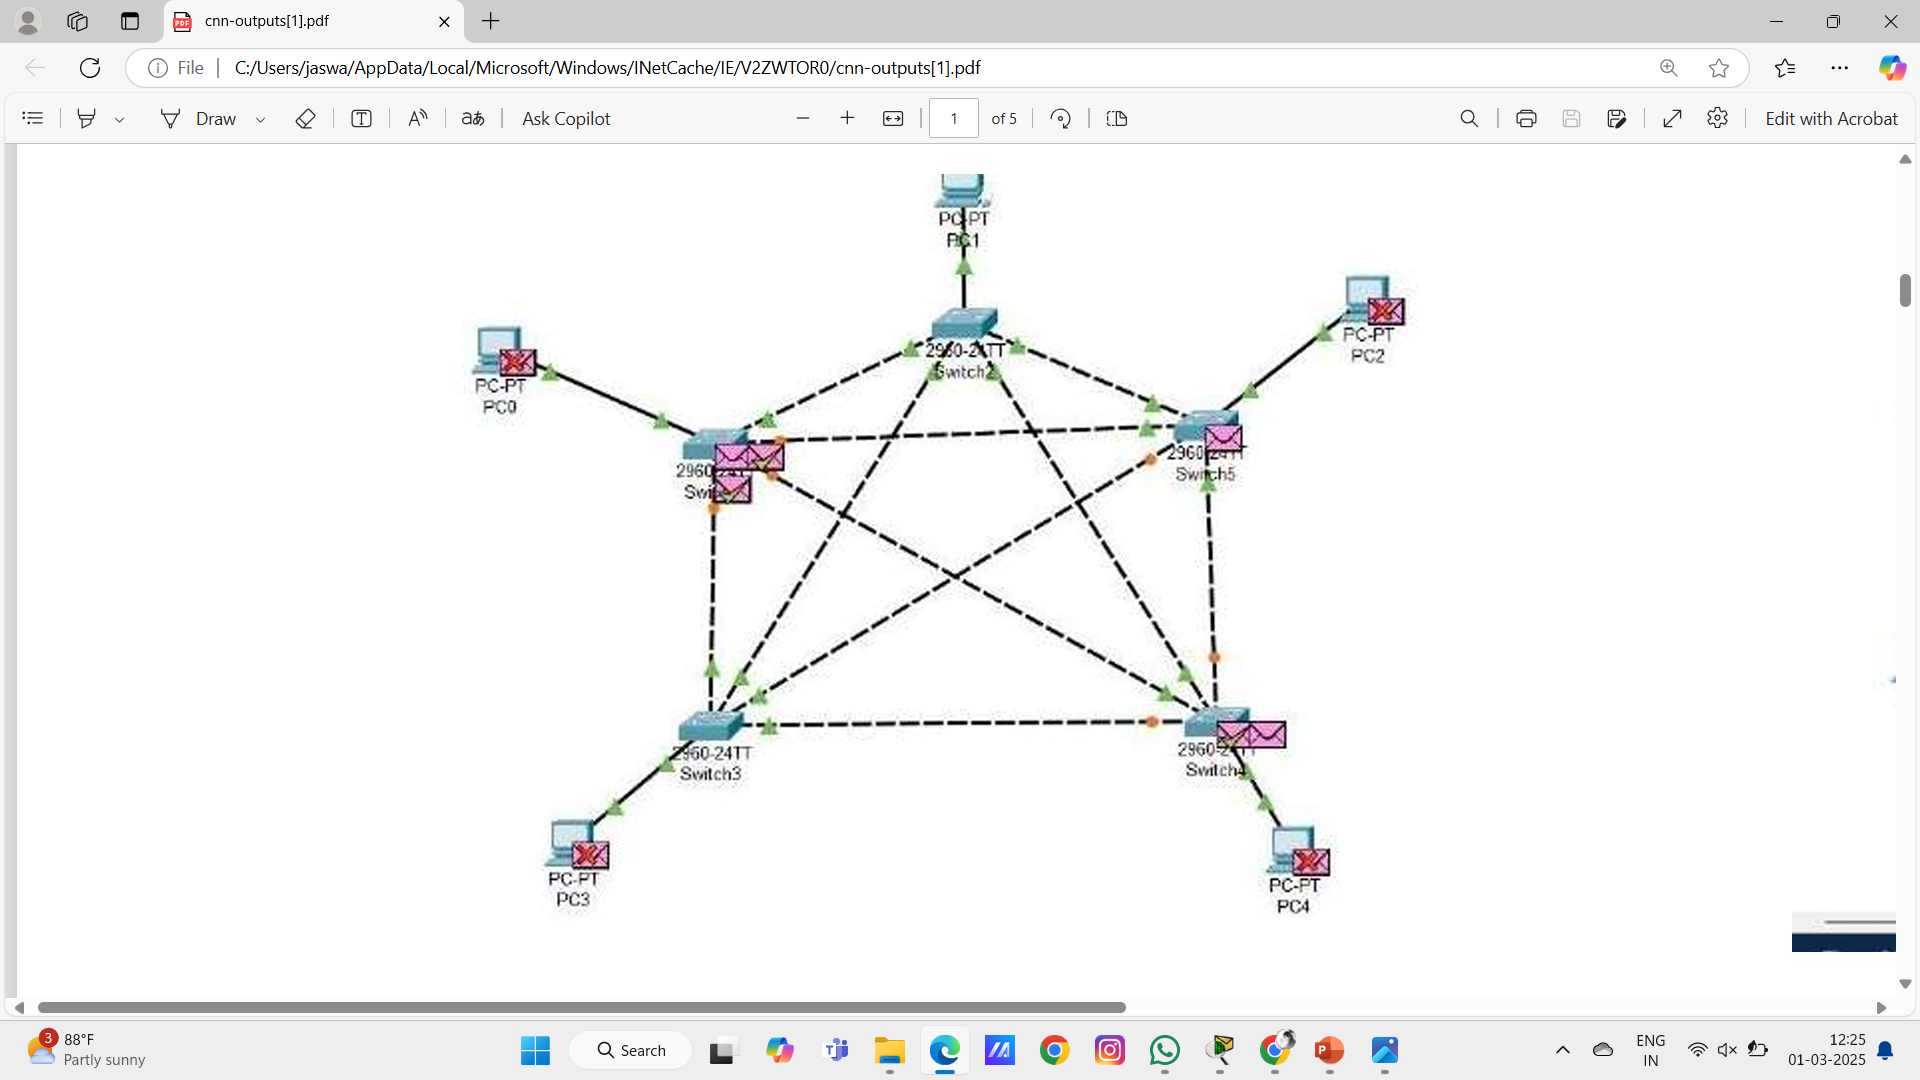 cnn-outputs[1].pdf
File
C:/Users/jaswa/AppData/Local/Microsoft/Windows/INetCache/IE/V2ZWTOR0/cnn-outputs[1].pdf
Draw
aあ
Ask Copilot
1 of 5
Edit with Acrobat
PC-PT
PC1
PC-PT
PC2
PC-PT
PC0
2960-24TT
Switch2
2960-24TT
Switch5
2960-24TT
2960-24TT
Switch3
2960-24TT
Switch4
PC-PT
PC3
PC-PT
PC4
3
88°F
Partly sunny
Search
ENG
IN
12:25
01-03-2025